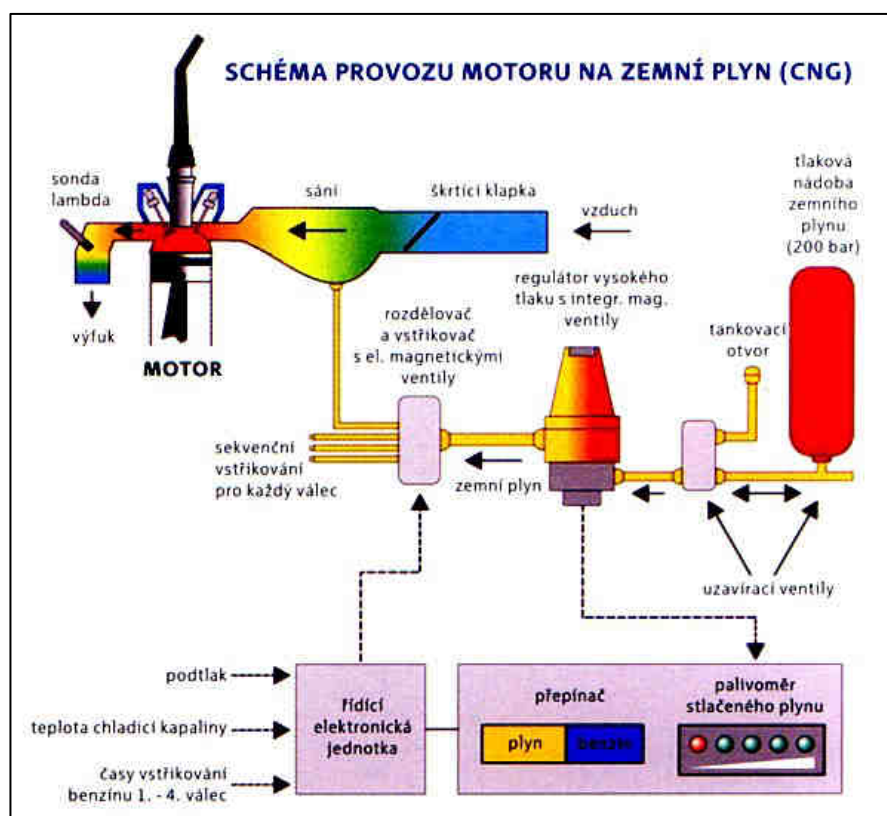 SCHÉMA PROVOZU MOTORU NA ZEMNÍ PLYN (CNG)
sonda
lambda
sání
škrtící klapka
vzduch
tlaková
nádoba
zemního
plynu
(200 bar)
výfuk
MOTOR
rozdělovač
a vstřikovač
s el. magnetickými
ventily
regulátor vysokého
tlaku s integr. mag.
ventily
tankovací
otvor
sekvenční
vstřikování
pro každý válec
zemní plyn
uzavírací ventily
podtlak
teplota chladicí kapaliny
časy vstřikování
benzínu 1. - 4. válec
řídící
elektronická
jednotka
přepínač
plyn
benzin
palivoměr
stlačeného plynu